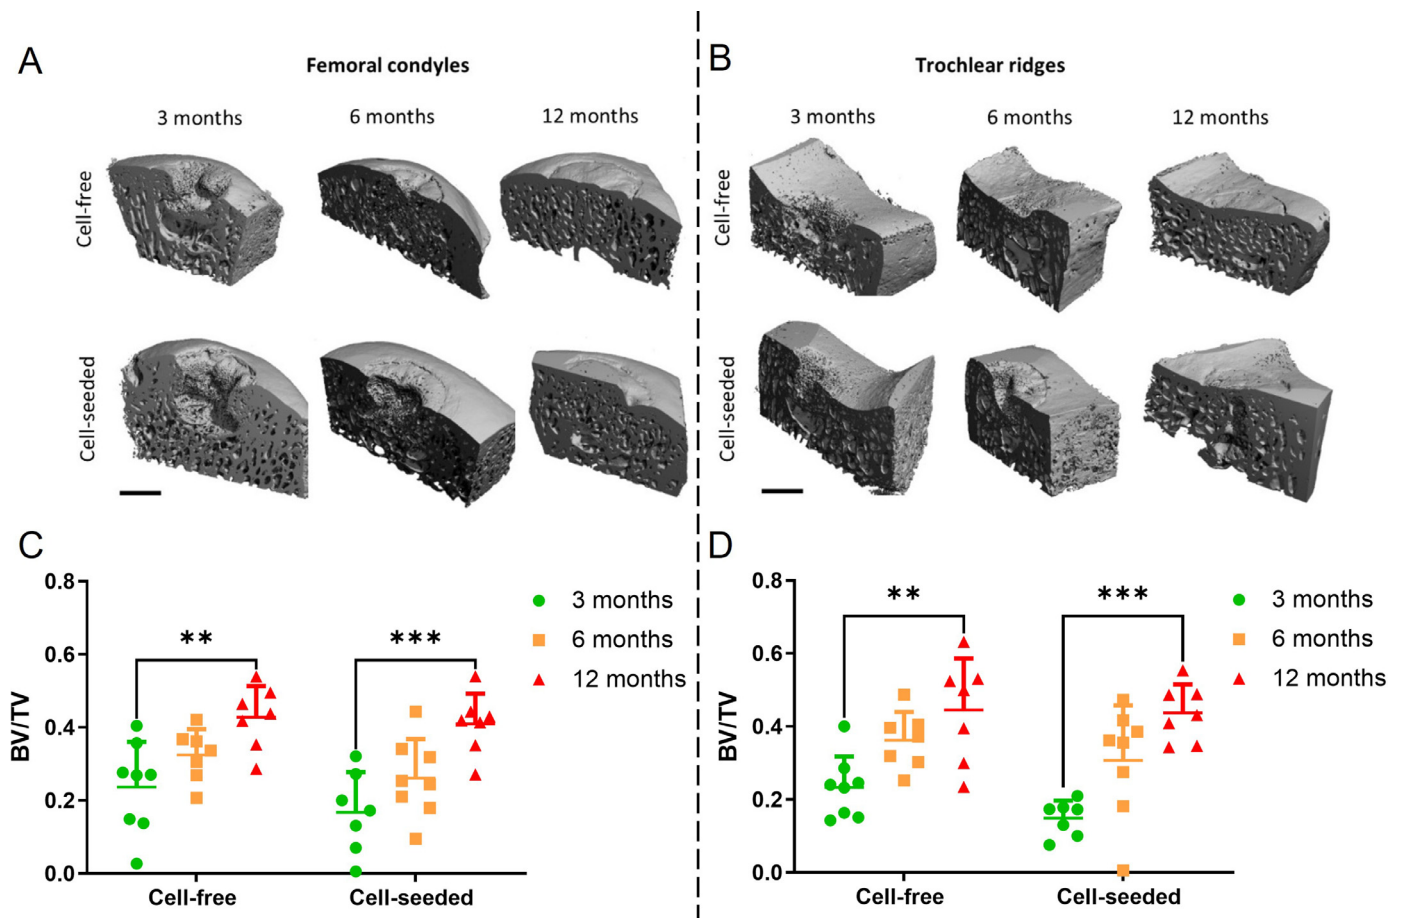 A
Femoral condyles
3 months
6 months
12 months
Cell-free
Cell-seeded
B
Trochlear ridges
3 months
6 months
12 months
Cell-free
Cell-seeded
C
BV/TV
0.8
0.6
0.4
0.2
0.0
**
***
Cell-free
Cell-seeded
3 months
6 months
12 months
D
BV/TV
0.8
0.6
0.4
0.2
0.0
**
***
Cell-free
Cell-seeded
3 months
6 months
12 months